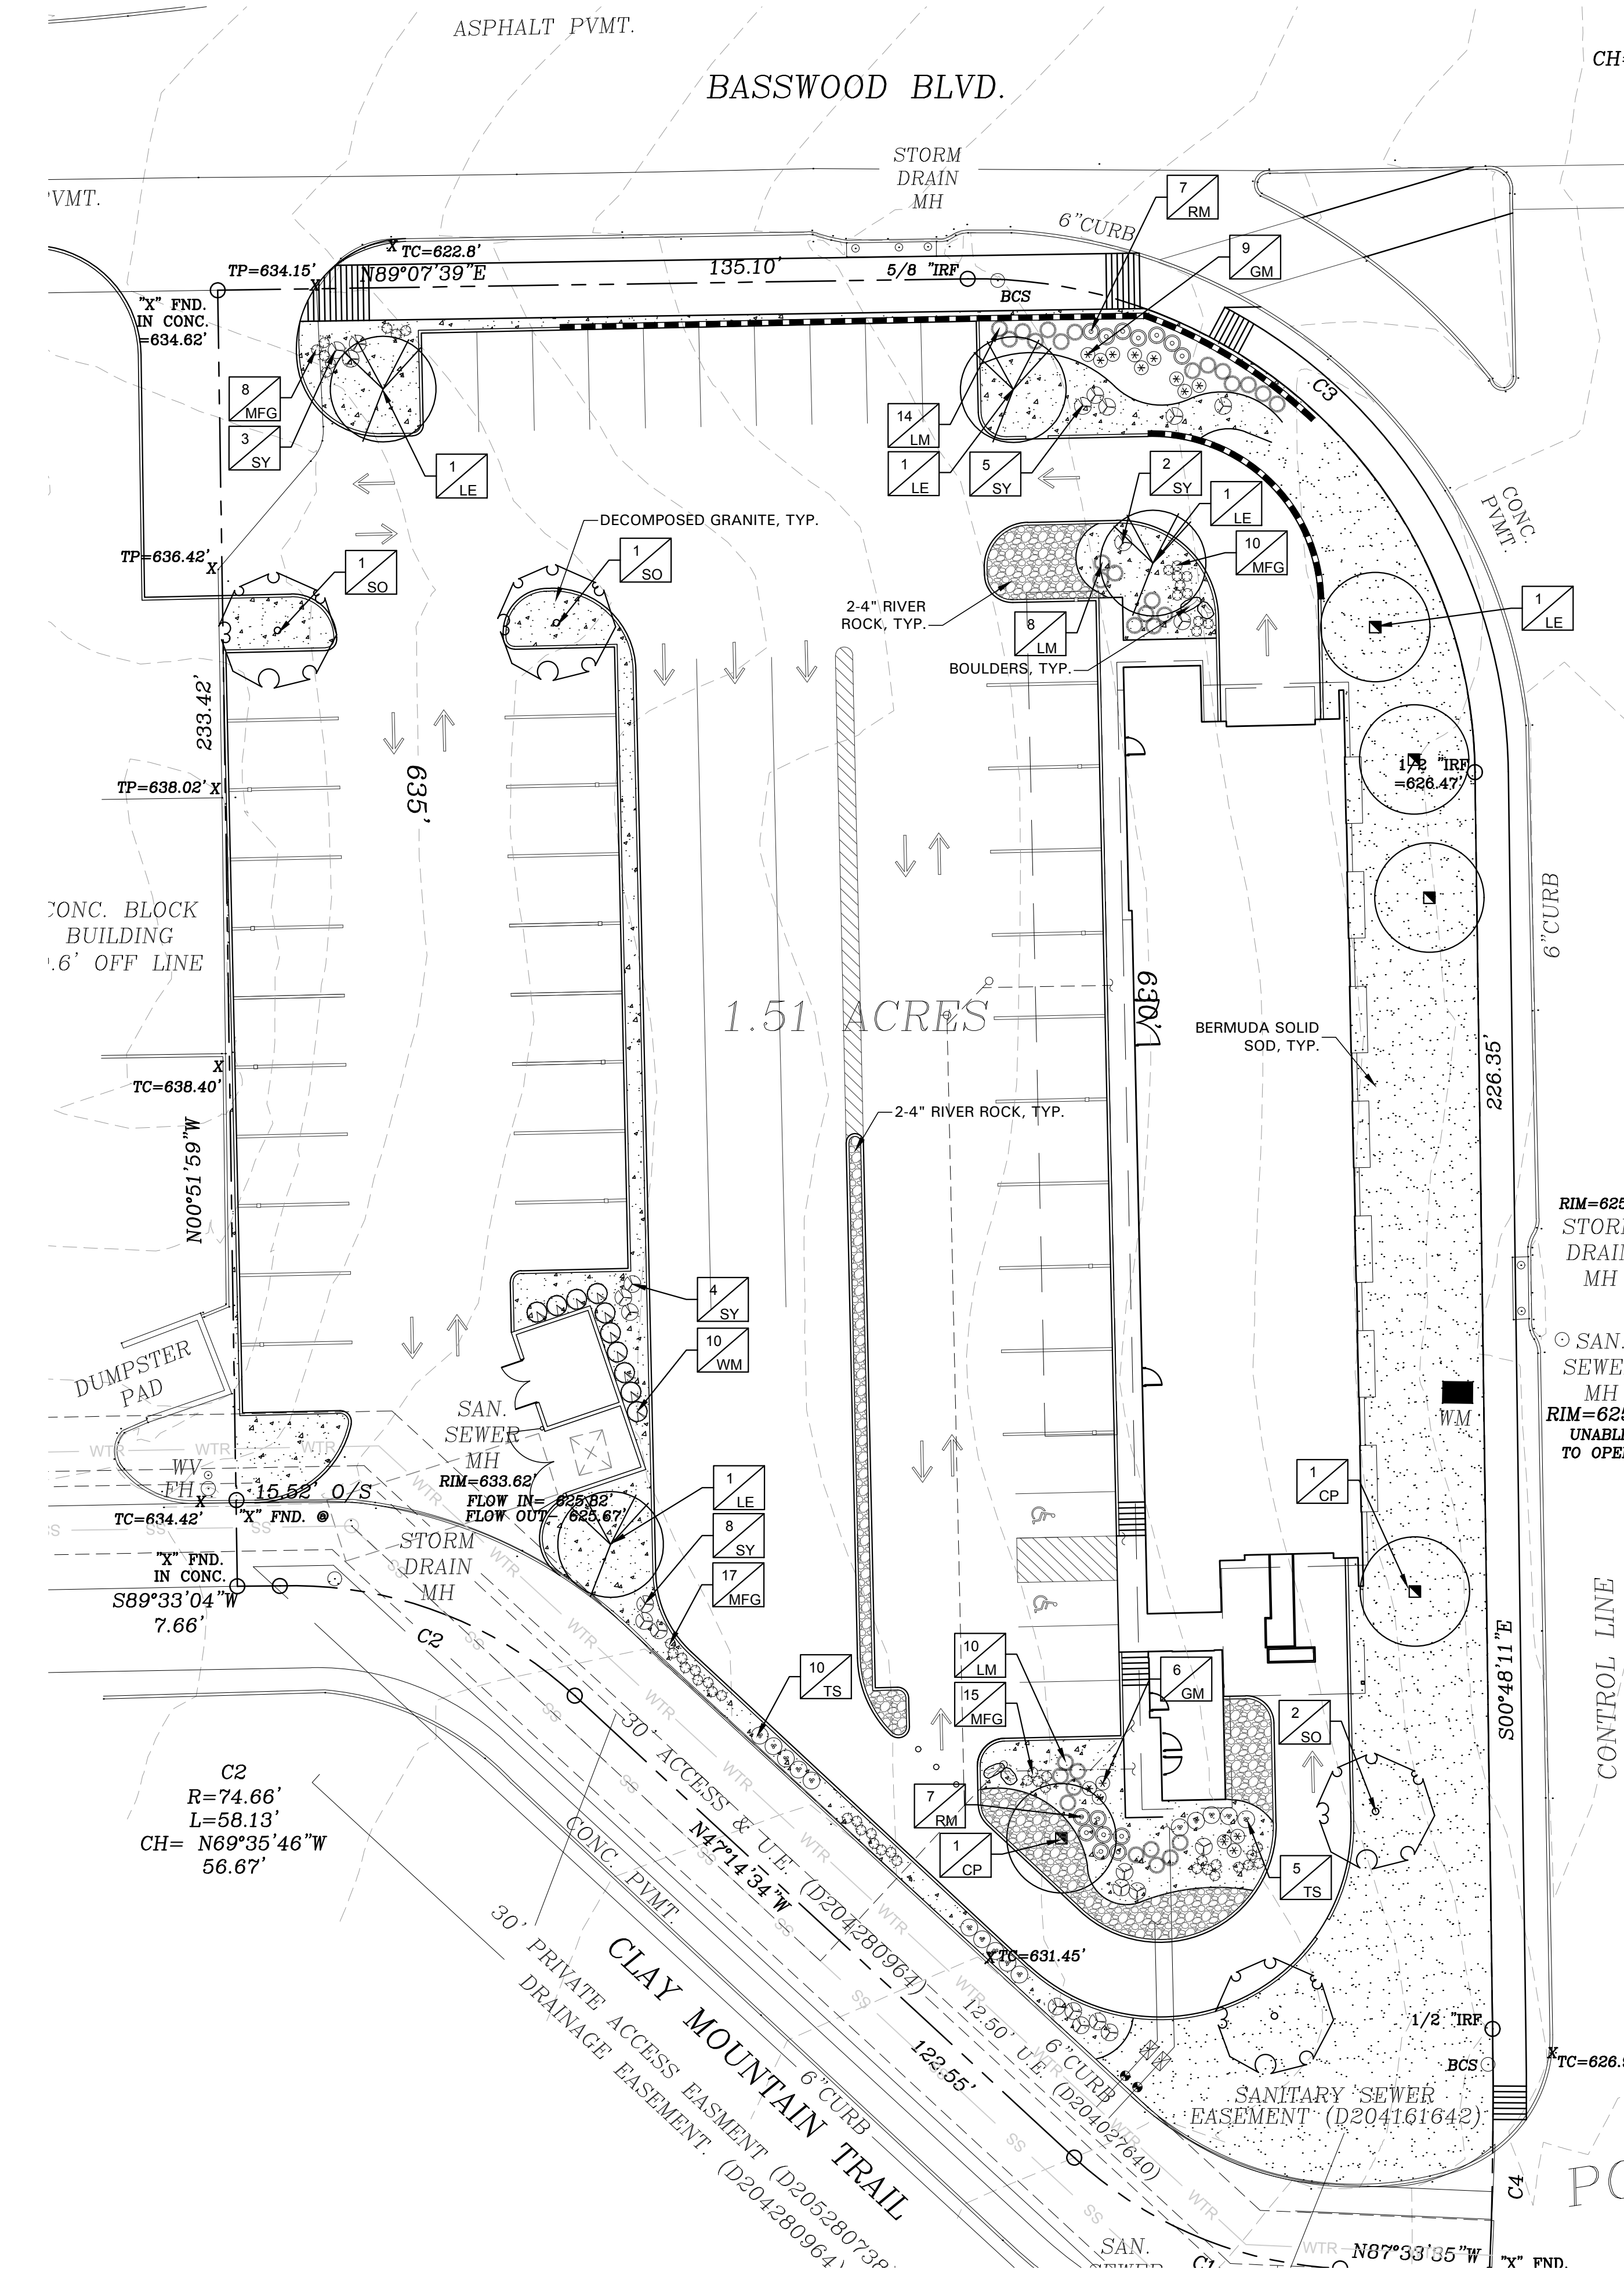 ASPHALT PVMT.
BASSWOOD BLVD.
STORM
DRAIN
MH
7
RM
6"CURB
9
GM
TC=622.8'
TP=634.15'
N89°07'39"E
135.10'
5/8 "IRF
BCS
"X" FND.
IN CONC.
=634.62'
C3
8
MFG
3
SY
1
LE
14
LM
1
LE
5
SY
2
SY
1
LE
10
MFG
CONC.
PVMT.
DECOMPOSED GRANITE, TYP.
TP=636.42'
X
1
SO
1
SO
2-4" RIVER
ROCK, TYP.
8
LM
BOULDERS, TYP.
1
LE
233.42'
635'
TP=638.02' X
1/2 "IRF
=626.47'
CONC. BLOCK
BUILDING
.6' OFF LINE
6"CURB
1.51 ACRES
630'
BERMUDA SOLID
SOD, TYP.
226.35'
X
TC=638.40'
2-4" RIVER ROCK, TYP.
N00°51'59"W
STORM
DRAIN
MH
4
SY
10
WM
DUMPSTER
PAD
SAN.
SEWER
MH
WM
SAN.
SEWER
MH
RIM=633.62'
FLOW IN= 625.82'
FLOW OUT- 625.67'
WTR
WV
FH
15.52' O/S
TC=634.42'
"X" FND. @
1
LE
8
SY
17
MFG
1
CP
STORM
DRAIN
MH
"X" FND.
IN CONC.
S89°33'04"W
7.66'
C2
CONTROL LINE
S00°48'11"E
10
TS
10
LM
15
MFG
6
GM
2
SO
7
RM
1
CP
5
TS
C2
R=74.66'
L=58.13'
CH= N69°35'46"W
56.67'
30' ACCESS & U.E. (D204280964)
CONC. PVMT.
N47°14'34"W
30' PRIVATE ACCESS EASMENT (D205280738
DRAINAGE EASEMENT. (D204280964)
CLAY MOUNTAIN TRAIL
6"CURB
122.55'
TC=631.45'
12.50' U.E. (D204027640)
6"CURB
1/2 "IRF
BCS
SANITARY SEWER
EASEMENT (D204161642)
C4
SS
WTR
SAN.
SEWER
C1
N87°33'35"W
"X" FND.